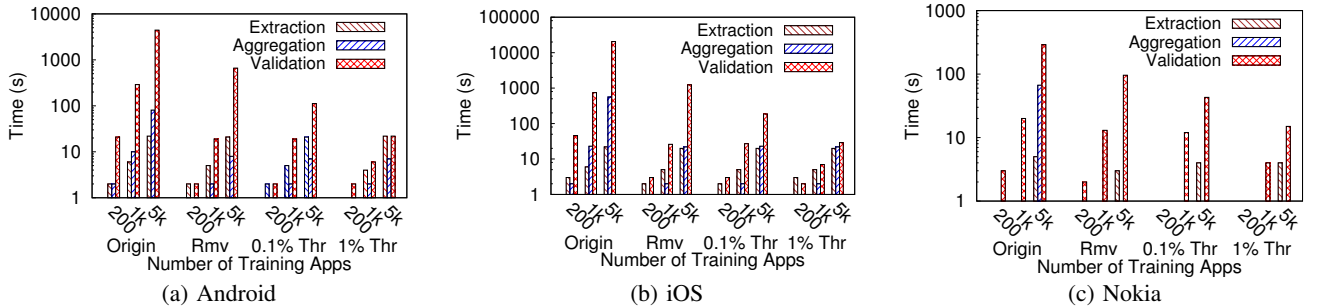 10000
1000
100
10
1
Time (s)
Extraction
Aggregation
Validation
200 1k 5k 200 1k 5k 200 1k 5k 200 1k 5k
Origin Rmv 0.1% Thr 1% Thr
Number of Training Apps
(a) Android
100000
10000
1000
100
10
1
Time (s)
Extraction
Aggregation
Validation
200 1k 5k 200 1k 5k 200 1k 5k 200 1k 5k
Origin Rmv 0.1% Thr 1% Thr
Number of Training Apps
(b) iOS
1000
100
10
1
Time (s)
Extraction
Aggregation
Validation
200 1k 5k 200 1k 5k 200 1k 5k 200 1k 5k
Origin Rmv 0.1% Thr 1% Thr
Number of Training Apps
(c) Nokia